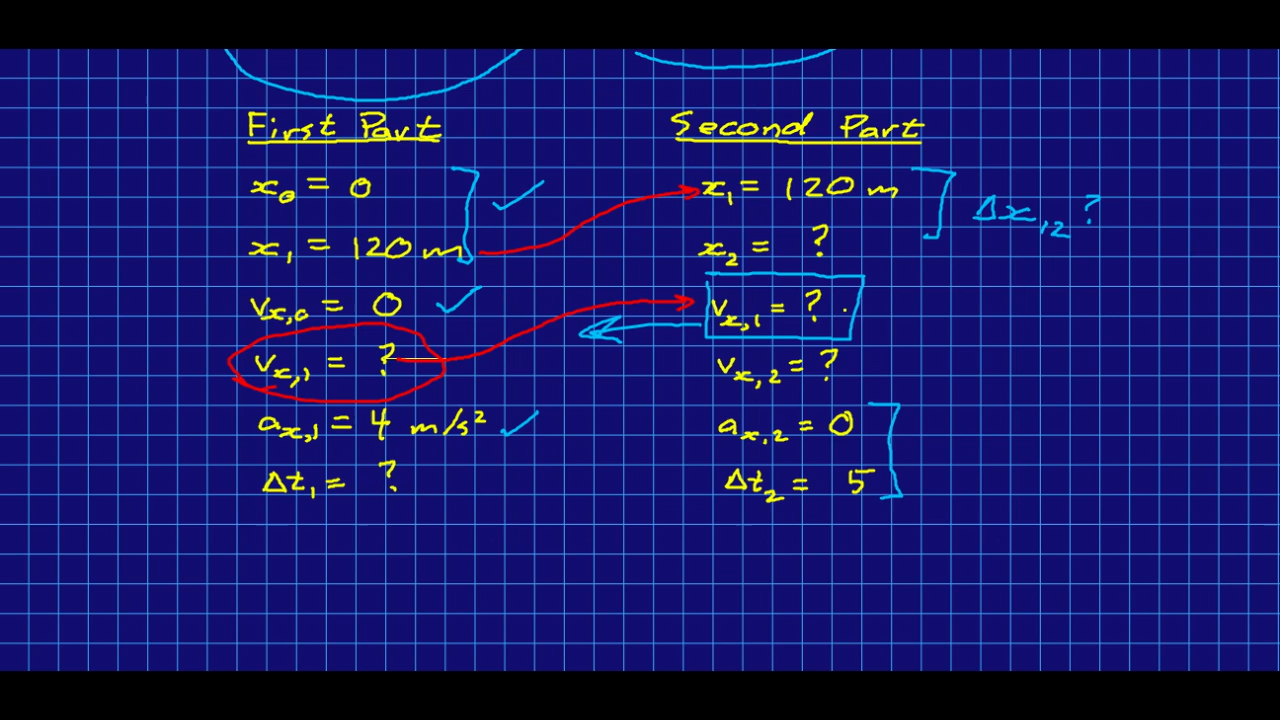 First Part
x₀ = 0
x₁ = 120 m
vx,0 = 0
vx,1 = ?
ax,1 = 4 m/s²
Δt₁ = ?
Second Part
x₁ = 120 m
x₂ = ?
Δx₁₂ ?
vx,1 = ?
vx,2 = ?
ax,2 = 0
Δt₂ = 5